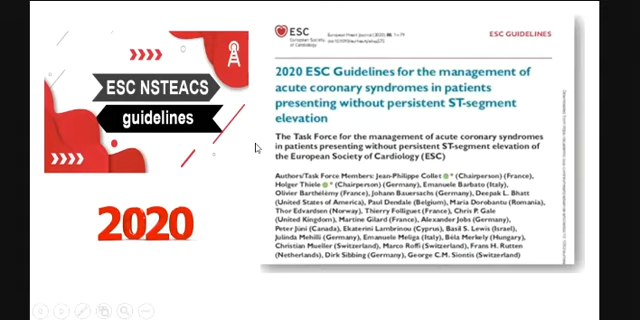 ESC NSTEACS
guidelines
2020
ESC
European Society
of Cardiology
European Heart Journal (2020)
ESC GUIDELINES
2020 ESC Guidelines for the management of
acute coronary syndromes in patients
presenting without persistent ST-segment
elevation
The Task Force for the management of acute coronary syndromes
in patients presenting without persistent ST-segment elevation of
the European Society of Cardiology (ESC)
Authors/Task Force Members: Jean-Philippe Collet * (Chairperson) (France),
Holger Thiele * (Chairperson) (Germany), Emanuele Barbato (Italy),
Olivier Barthélémy (France), Johann Bauersachs (Germany), Deepak L. Bhatt
(United States of America), Paul Dendale (Belgium), Maria Dorobantu (Romania),
Thor Edvardsen (Norway), Thierry Folliguet (France), Chris P. Gale
(United Kingdom), Martine Gilard (France), Alexander Jobs (Germany),
Peter Jüni (Canada), Ekaterini Lambrinou (Cyprus), Basil S. Lewis (Israel),
Julinda Mehilli (Germany), Emanuele Meliga (Italy), Béla Merkely (Hungary),
Christian Mueller (Switzerland), Marco Roffi (Switzerland), Frans H. Rutten
(Netherlands), Dirk Sibbing (Germany), George C.M. Siontis (Switzerland)